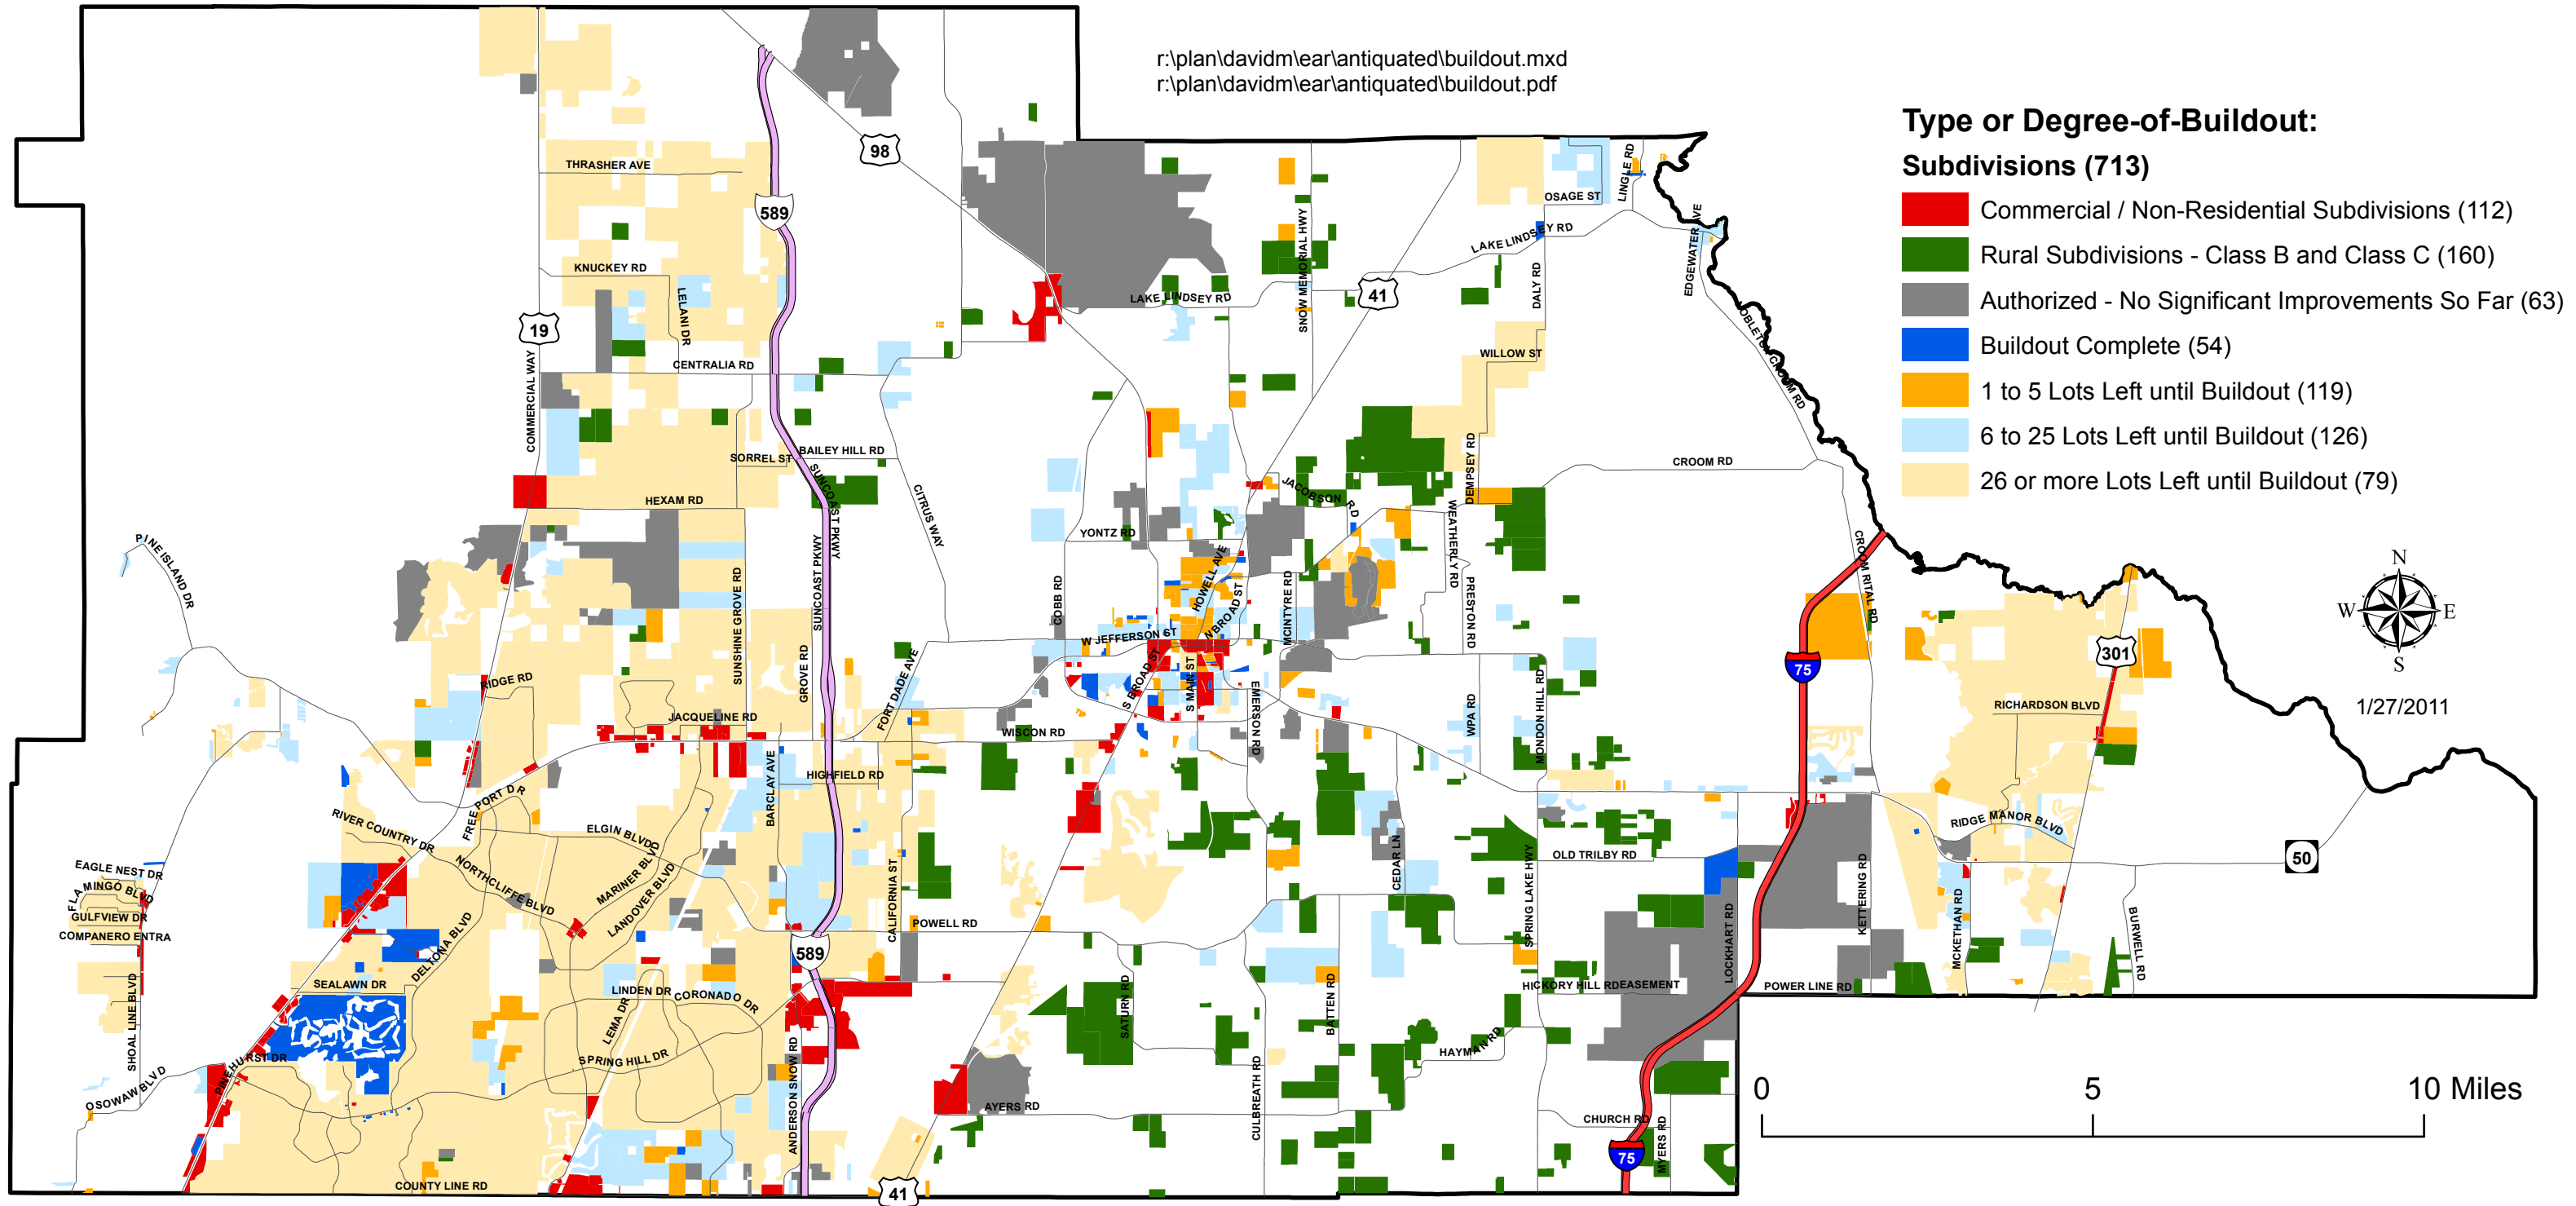 r:\plan\davidm\ear\antiquated\buildout.mxd
r:\plan\davidm\ear\antiquated\buildout.pdf
Type or Degree-of-Buildout:
Subdivisions (713)
Commercial / Non-Residential Subdivisions (112)
Rural Subdivisions - Class B and Class C (160)
Authorized - No Significant Improvements So Far (63)
Buildout Complete (54)
1 to 5 Lots Left until Buildout (119)
6 to 25 Lots Left until Buildout (126)
26 or more Lots Left until Buildout (79)
N
W
E
S
1/27/2011
0
5
10 Miles
98
THRASHER AVE
589
KNUCKEY RD
LELANI DR
19
COMMERCIAL WAY
CENTRALIA RD
BAILEY HILL RD
SORREL ST
SUNCOAST PKWY
HEXAM RD
CITRUS WAY
LAKE LINDSEY RD
SNOW MEMORIAL HWY
41
LAKE LINDSEY RD
OSAGE ST
LINGLE RD
EDGEWATER AVE
DALY RD
NOBLETON CROOM RD
WILLOW ST
CROOM RD
DEMPSEY RD
JACOBSON RD
WEATHERLY RD
PRESTON RD
YONTZ RD
COBB RD
HOWELL AVE
N BROAD ST
MCINTYRE RD
W JEFFERSON ST
S BROAD ST
S MAIN ST
EMERSON RD
WPA RD
MONDON HILL RD
CROOM RITAL RD
75
301
RICHARDSON BLVD
PINE ISLAND DR
SUNSHINE GROVE RD
SUNCOAST PKWY
GROVE RD
FORT DADE AVE
RIDGE RD
JACQUELINE RD
WISCON RD
BARCLAY AVE
HIGHFIELD RD
FREE PORT DR
RIVER COUNTRY DR
ELGIN BLVD
NORTHCLIFFE BLVD
MARINER BLVD
LANDOVER BLVD
DELTONA BLVD
CALIFORNIA ST
POWELL RD
EAGLE NEST DR
FLAMINGO BLVD
GULFVIEW DR
COMPANERO ENTRA
SHOAL LINE BLVD
SEALAWN DR
589
LINDEN DR
CORONADO DR
LEMA DR
SPRING HILL DR
PINEHURST DR
OSOWAW BLVD
ANDERSON SNOW RD
COUNTY LINE RD
AYERS RD
41
SATURN RD
CULBREATH RD
BATTEN RD
CEDAR LN
HAYMAN RD
SPRING LAKE HWY
OLD TRILBY RD
HICKORY HILL RD
EASEMENT
LOCKHART RD
KETTERING RD
POWER LINE RD
CHURCH RD
MYERS RD
75
RIDGE MANOR BLVD
50
MCKETHAN RD
BURWELL RD